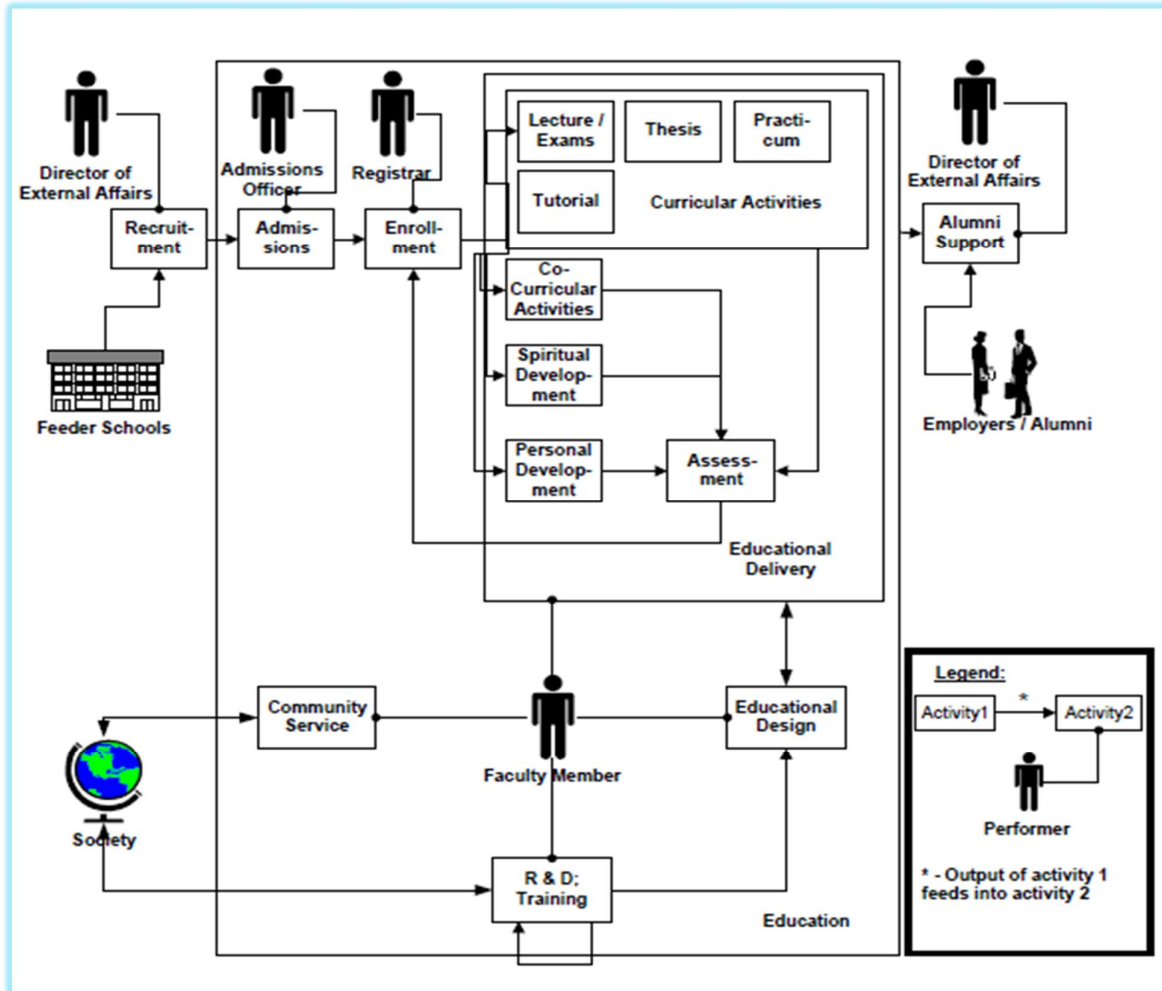 Director of
External Affairs
Admissions
Officer
Registrar
Director of
External Affairs
Lecture /
Exams
Thesis
Practi-
cum
Tutorial
Curricular Activities
Recruit-
ment
Admis-
sions
Enroll-
ment
Alumni
Support
Co-
Curricular
Activities
Spiritual
Develop-
ment
Feeder Schools
Employers / Alumni
Personal
Develop-
ment
Assess-
ment
Educational
Delivery
Community
Service
Faculty Member
Educational
Design
Society
R & D;
Training
Education
Legend:
Activity1
*
Activity2
Performer
* - Output of activity 1
feeds into activity 2